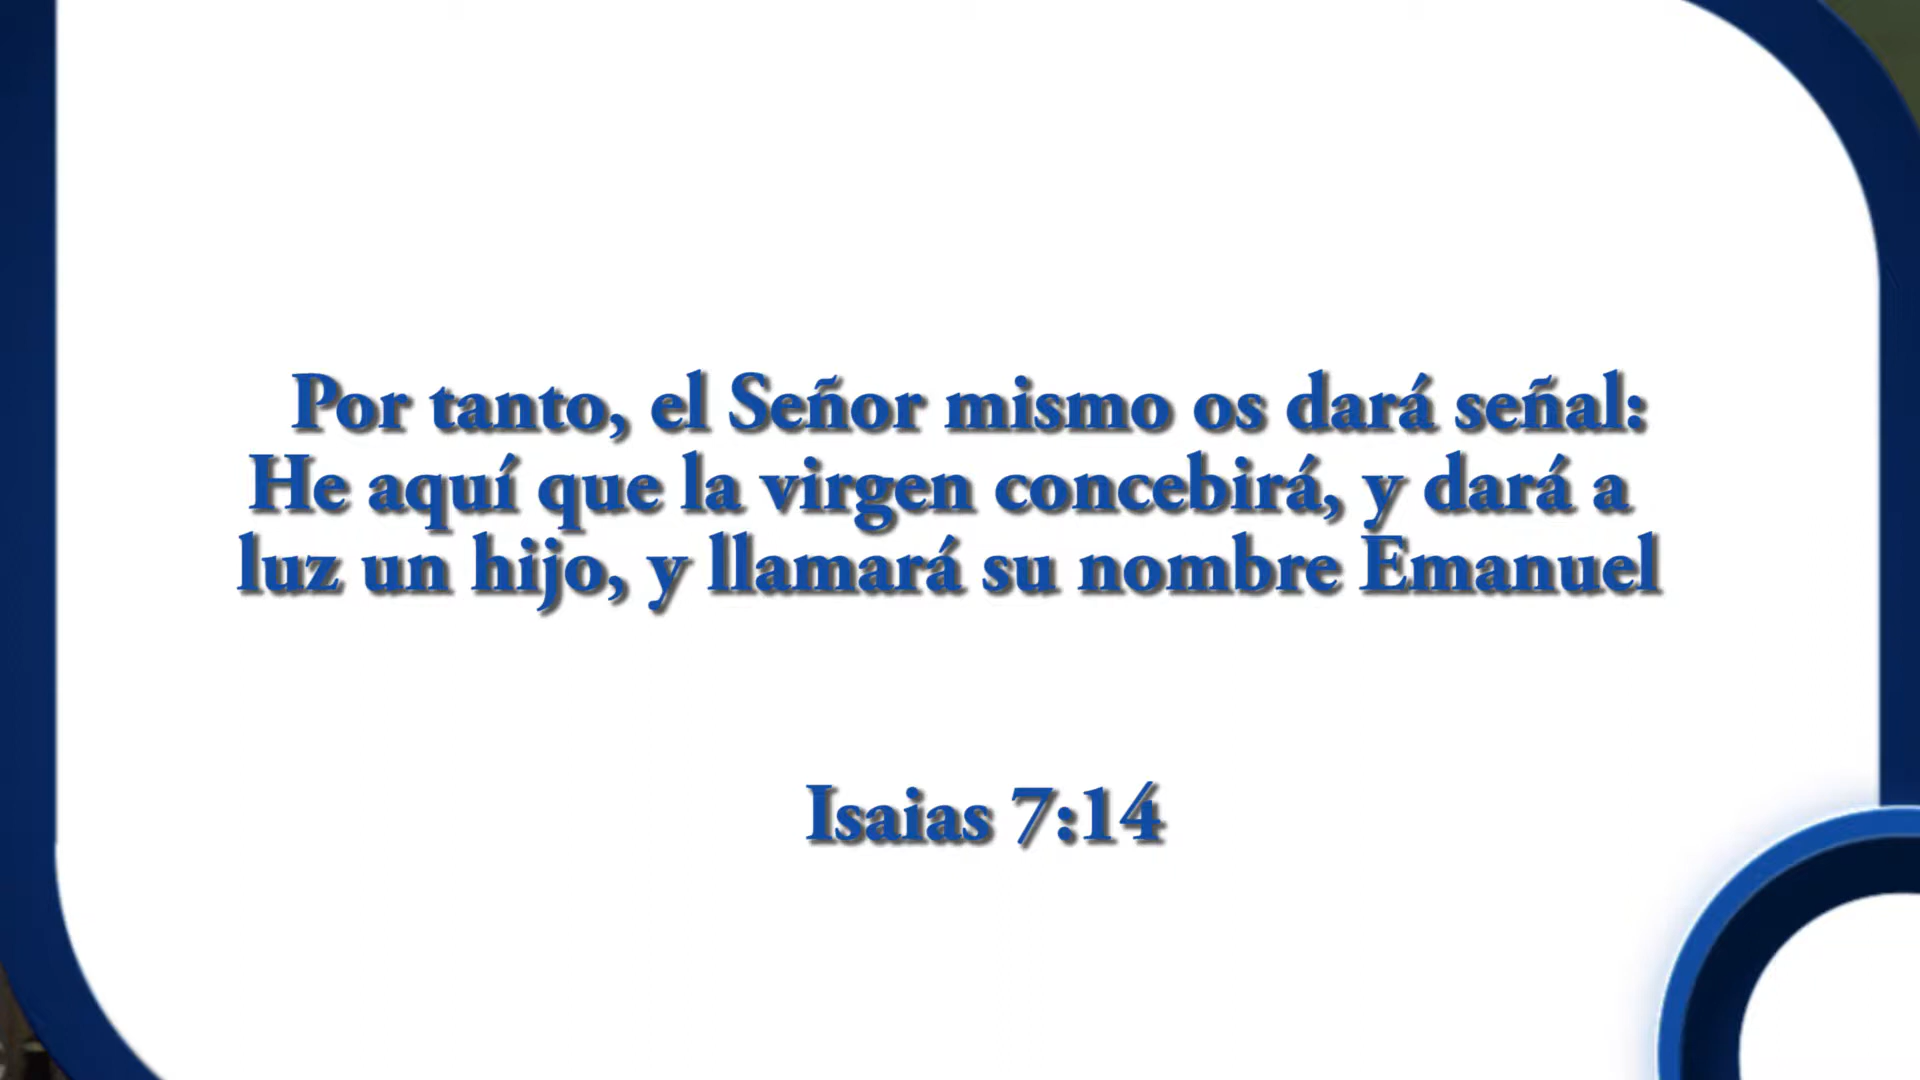 Por tanto, el Señor mismo os dará señal:
He aquí que la virgen concebirá, y dará a
luz un hijo, y llamará su nombre Emanuel
Isaias 7:14